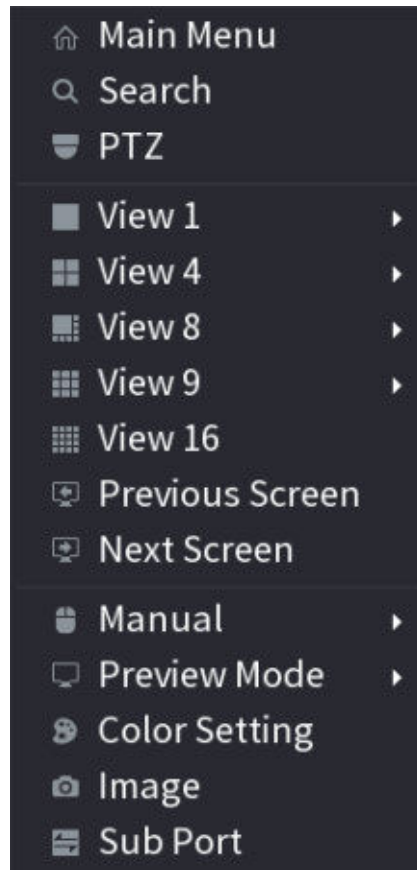 Main Menu
Search
PTZ
View 1
View 4
View 8
View 9
View 16
Previous Screen
Next Screen
Manual
Preview Mode
Color Setting
Image
Sub Port